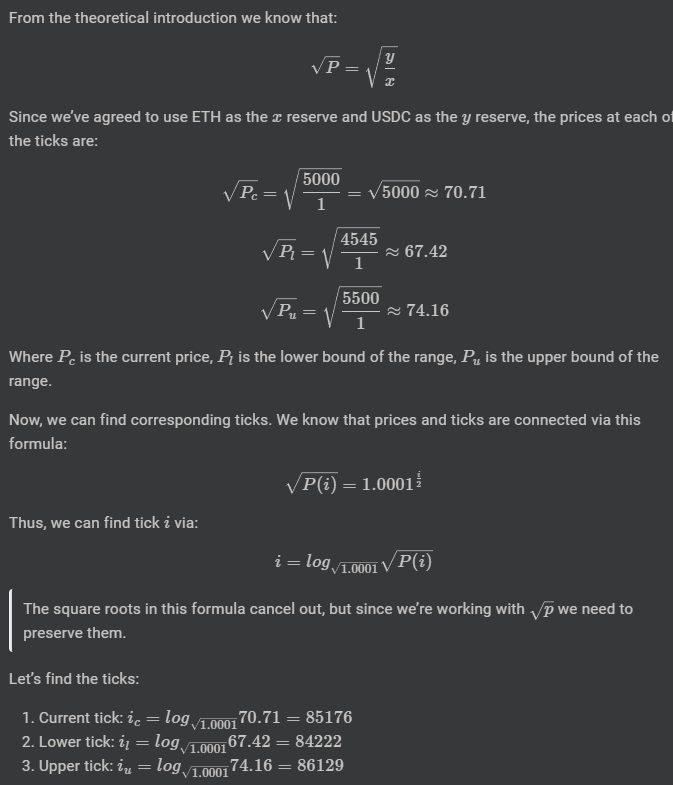 From the theoretical introduction we know that:
√P = √(y/x)
Since we've agreed to use ETH as the x reserve and USDC as the y reserve, the prices at each of
the ticks are:
√P_c = √(5000/1) = √5000 ≈ 70.71
√P_l = √(4545/1) ≈ 67.42
√P_u = √(5500/1) ≈ 74.16
Where P_c is the current price, P_l is the lower bound of the range, P_u is the upper bound of the
range.
Now, we can find corresponding ticks. We know that prices and ticks are connected via this
formula:
√P(i) = 1.0001^(i/2)
Thus, we can find tick i via:
i = log_√1.0001 √P(i)
The square roots in this formula cancel out, but since we're working with √p we need to
preserve them.
Let's find the ticks:
1. Current tick: i_c = log_√1.0001 70.71 = 85176
2. Lower tick: i_l = log_√1.0001 67.42 = 84222
3. Upper tick: i_u = log_√1.0001 74.16 = 86129